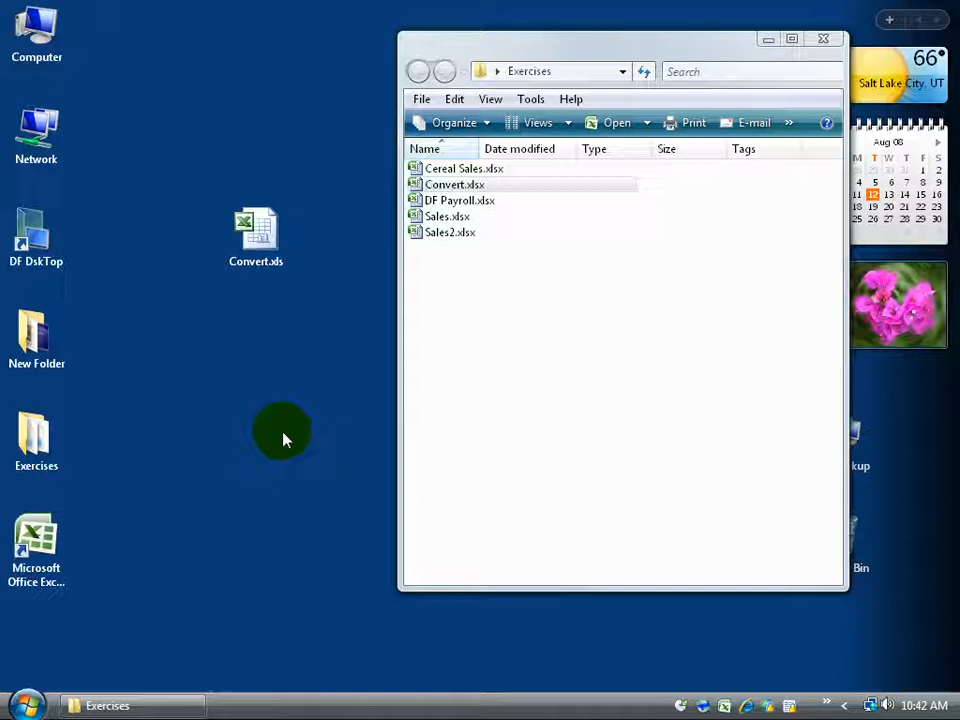 Computer
Network
DF DskTop
New Folder
Exercises
Microsoft
Office Exc...
Convert.xls
Exercises
Search
File Edit View Tools Help
Organize Views Open Print E-mail »
Name Date modified Type Size Tags
Cereal Sales.xlsx
Convert.xlsx
DF Payroll.xlsx
Sales.xlsx
Sales2.xlsx
66°
Salt Lake City, UT
Aug 08
M T W T F S
28 29 30 31 1 2
4 5 6 7 8 9
11 12 13 14 15 16
18 19 20 21 22 23
25 26 27 28 29 30
kup
Bin
Exercises
10:42 AM